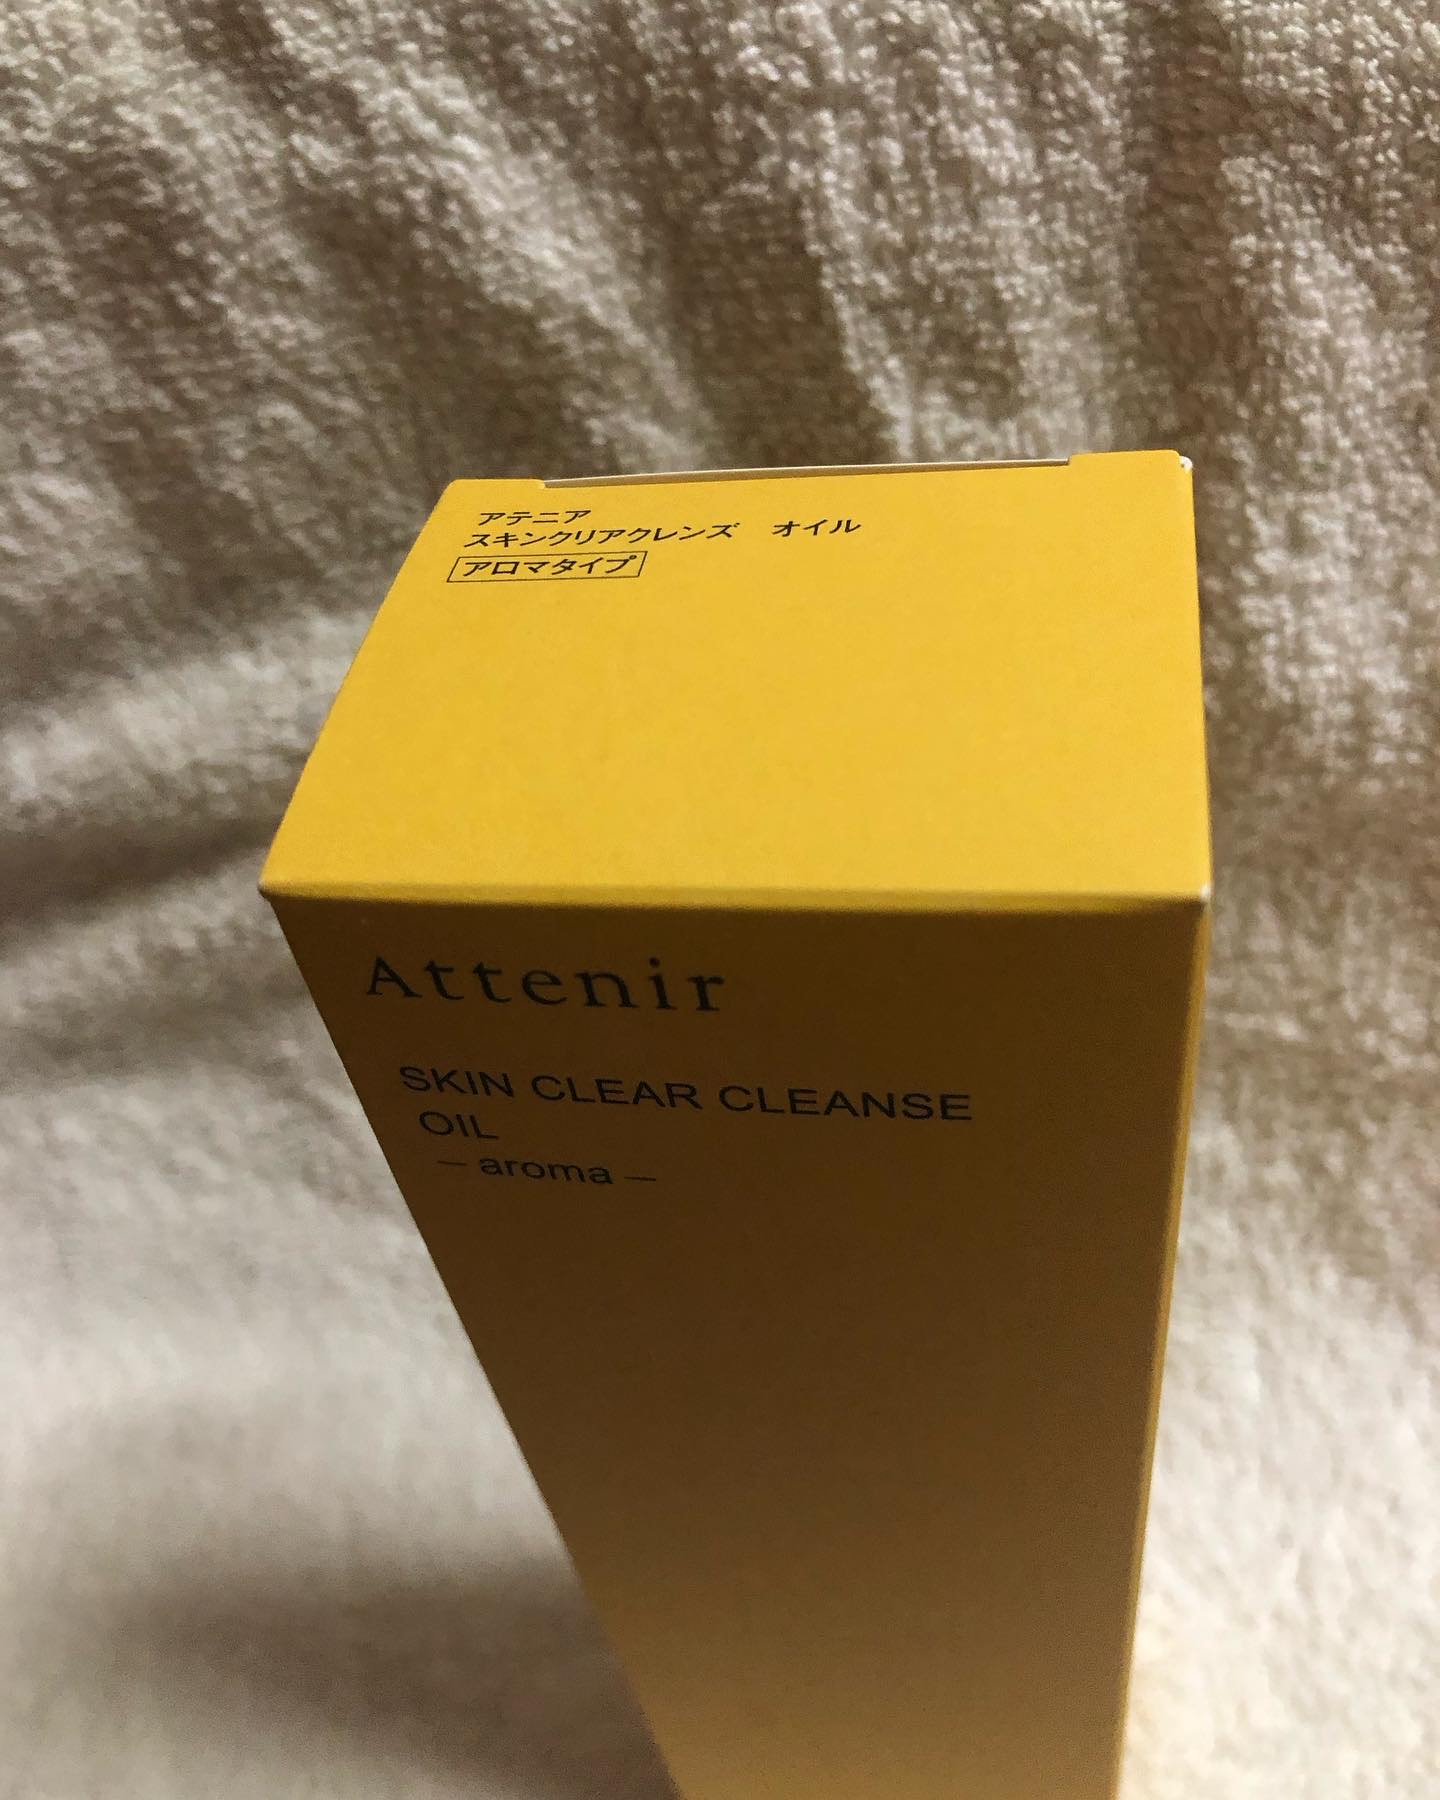 アテニア
スキンクリアクレンズ　オイル
アロマタイプ
Attenir
SKIN CLEAR CLEANSE
OIL
— aroma —